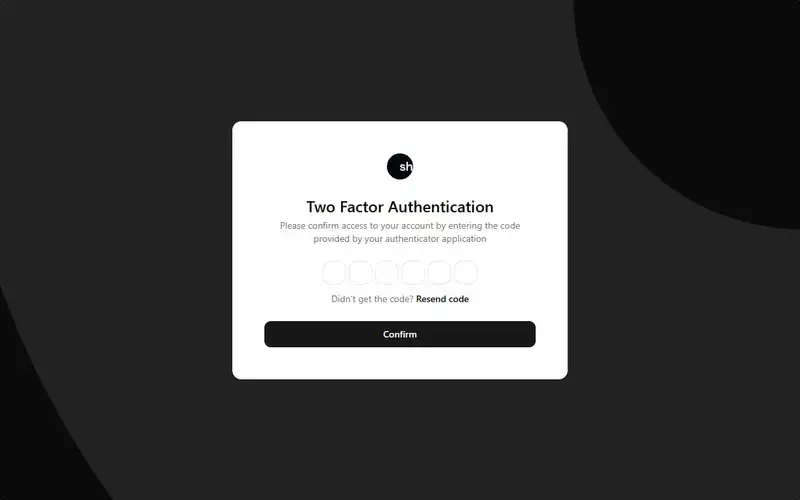 sh
Two Factor Authentication
Please confirm access to your account by entering the code
provided by your authenticator application
Didn't get the code? Resend code
Confirm